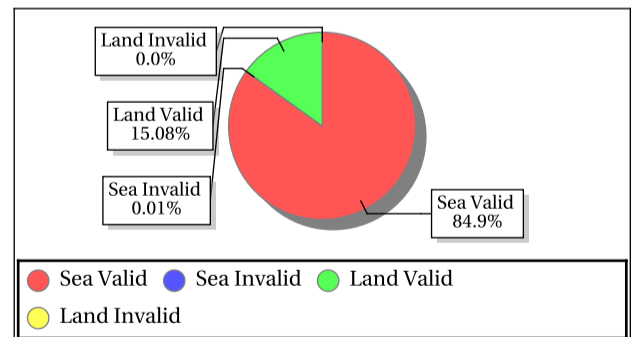 Land Invalid
0.0%
Land Valid
15.08%
Sea Invalid
0.01%
Sea Valid
84.9%
Sea Valid Sea Invalid Land Valid
Land Invalid